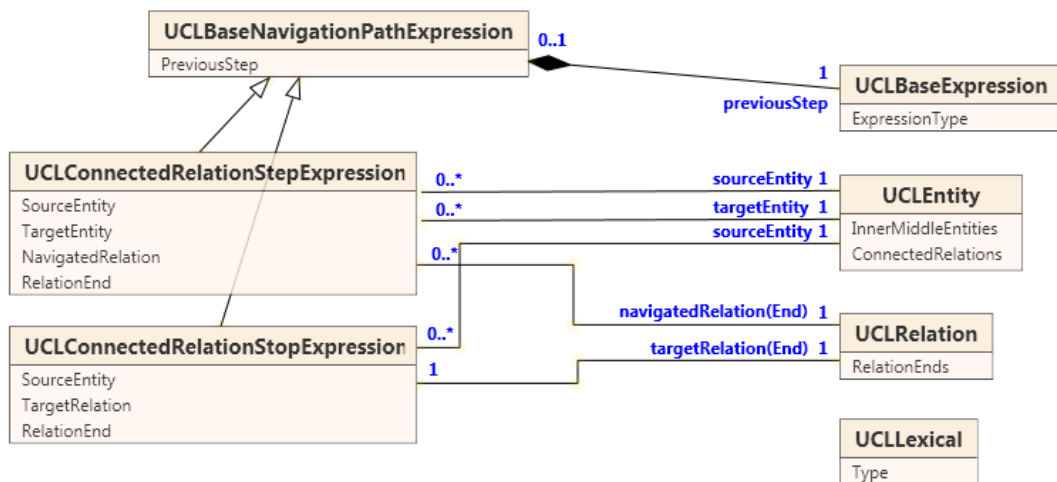 UCLBaseNavigationPathExpression
PreviousStep
0..1
1
previousStep
UCLBaseExpression
ExpressionType
UCLConnectedRelationStepExpression
SourceEntity
TargetEntity
NavigatedRelation
RelationEnd
0..*
sourceEntity 1
0..*
targetEntity 1
sourceEntity 1
0..*
UCLEntity
InnerMiddleEntities
ConnectedRelations
navigatedRelation(End) 1
UCLConnectedRelationStopExpression
SourceEntity
TargetRelation
RelationEnd
0..*
targetRelation(End) 1
1
UCLRelation
RelationEnds
UCLLexical
Type